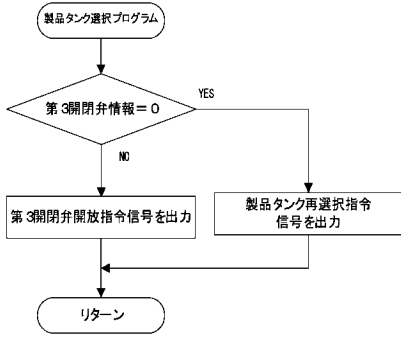 製品タンク選択プログラム
第3開閉弁情報=0
YES
NO
第3開閉弁開放指令信号を出力
製品タンク再選択指令
信号を出力
リターン